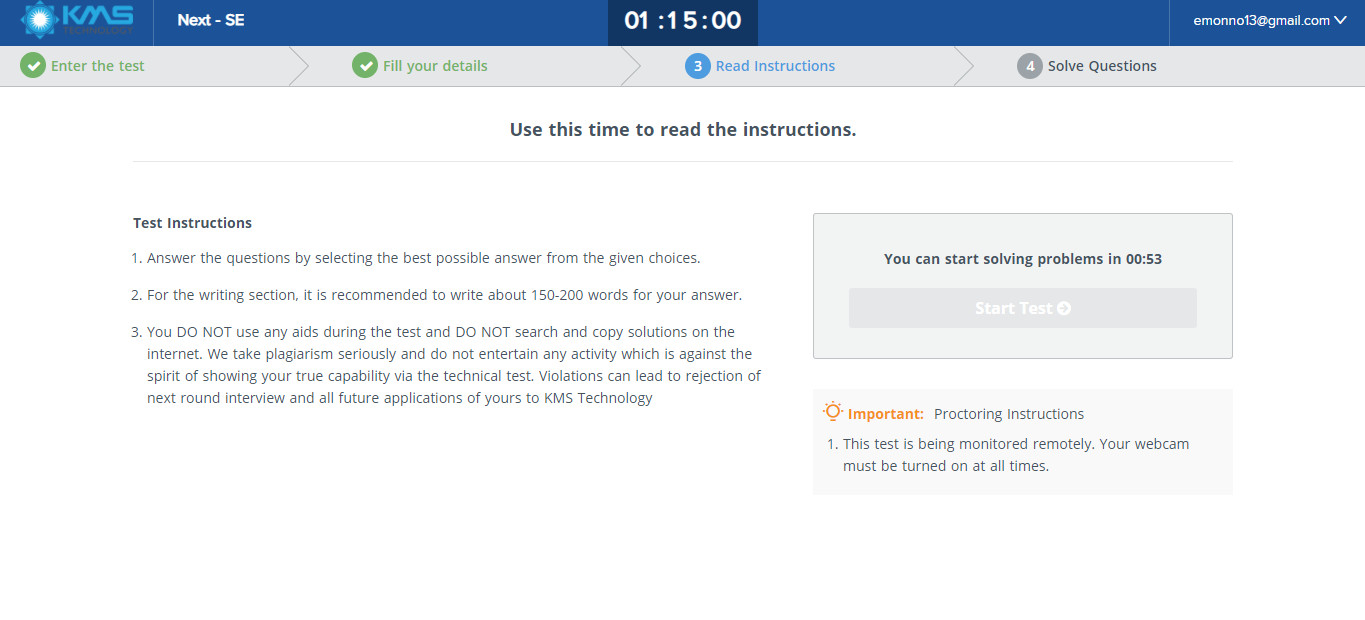 KMS
TECHNOLOGY
Next - SE
01 :15:00
emonno13@gmail.com
Enter the test
Fill your details
3 Read Instructions
4 Solve Questions
Use this time to read the instructions.
Test Instructions
1. Answer the questions by selecting the best possible answer from the given choices.
2. For the writing section, it is recommended to write about 150-200 words for your answer.
3. You DO NOT use any aids during the test and DO NOT search and copy solutions on the
internet. We take plagiarism seriously and do not entertain any activity which is against the
spirit of showing your true capability via the technical test. Violations can lead to rejection of
next round interview and all future applications of yours to KMS Technology
You can start solving problems in 00:53
Start Test
Important: Proctoring Instructions
1. This test is being monitored remotely. Your webcam
must be turned on at all times.